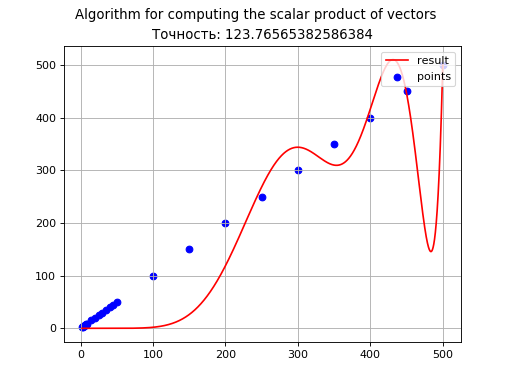 Algorithm for computing the scalar product of vectors
Точность: 123.76565382586384
result
points
500
400
300
200
100
0
0 100 200 300 400 500